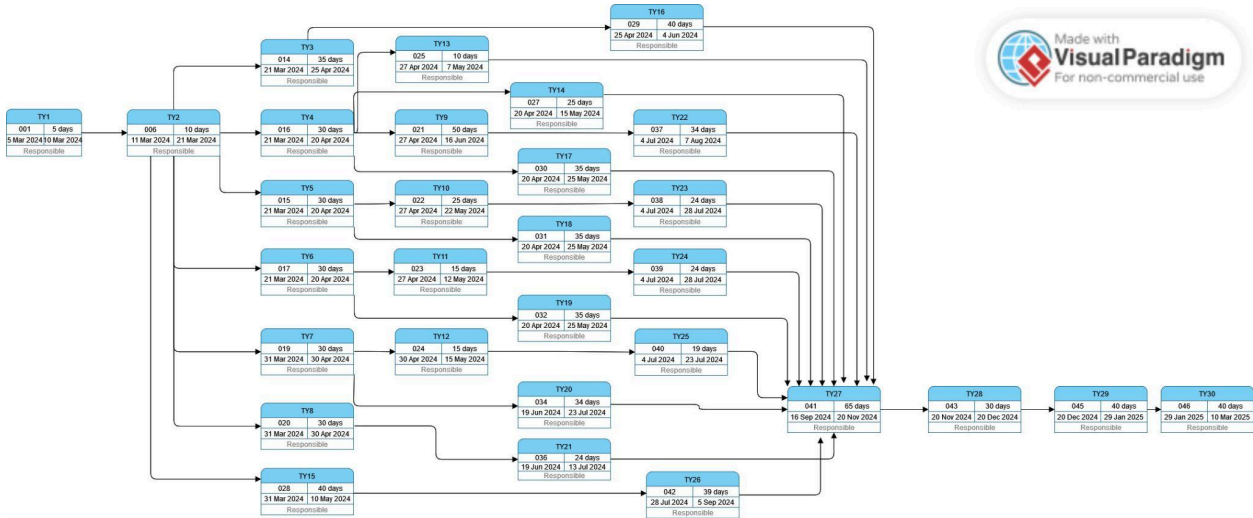 TY1
001 5 days
5 Mar 2024 10 Mar 2024
Responsible
TY2
006 10 days
11 Mar 2024 21 Mar 2024
Responsible
TY3
014 35 days
21 Mar 2024 25 Apr 2024
Responsible
TY4
016 30 days
21 Mar 2024 20 Apr 2024
Responsible
TY5
015 30 days
21 Mar 2024 20 Apr 2024
Responsible
TY6
017 30 days
21 Mar 2024 20 Apr 2024
Responsible
TY7
019 30 days
31 Mar 2024 30 Apr 2024
Responsible
TY8
020 30 days
31 Mar 2024 30 Apr 2024
Responsible
TY15
028 40 days
31 Mar 2024 10 May 2024
Responsible
TY13
025 10 days
27 Apr 2024 7 May 2024
Responsible
TY9
021 50 days
27 Apr 2024 16 Jun 2024
Responsible
TY10
022 25 days
27 Apr 2024 22 May 2024
Responsible
TY11
023 15 days
27 Apr 2024 12 May 2024
Responsible
TY12
024 15 days
30 Apr 2024 15 May 2024
Responsible
TY14
027 25 days
20 Apr 2024 15 May 2024
Responsible
TY17
030 35 days
20 Apr 2024 25 May 2024
Responsible
TY18
031 35 days
20 Apr 2024 25 May 2024
Responsible
TY19
032 35 days
20 Apr 2024 25 May 2024
Responsible
TY20
034 34 days
19 Jun 2024 23 Jul 2024
Responsible
TY21
036 24 days
19 Jun 2024 13 Jul 2024
Responsible
TY16
029 40 days
25 Apr 2024 4 Jun 2024
Responsible
TY22
037 34 days
4 Jul 2024 7 Aug 2024
Responsible
TY23
038 24 days
4 Jul 2024 28 Jul 2024
Responsible
TY24
039 24 days
4 Jul 2024 28 Jul 2024
Responsible
TY25
040 19 days
4 Jul 2024 23 Jul 2024
Responsible
TY26
042 39 days
28 Jul 2024 5 Sep 2024
Responsible
TY27
041 65 days
16 Sep 2024 20 Nov 2024
Responsible
TY28
043 30 days
20 Nov 2024 20 Dec 2024
Responsible
TY29
045 40 days
20 Dec 2024 29 Jan 2025
Responsible
TY30
046 40 days
29 Jan 2025 10 Mar 2025
Responsible
Made with
Visual Paradigm
For non-commercial use